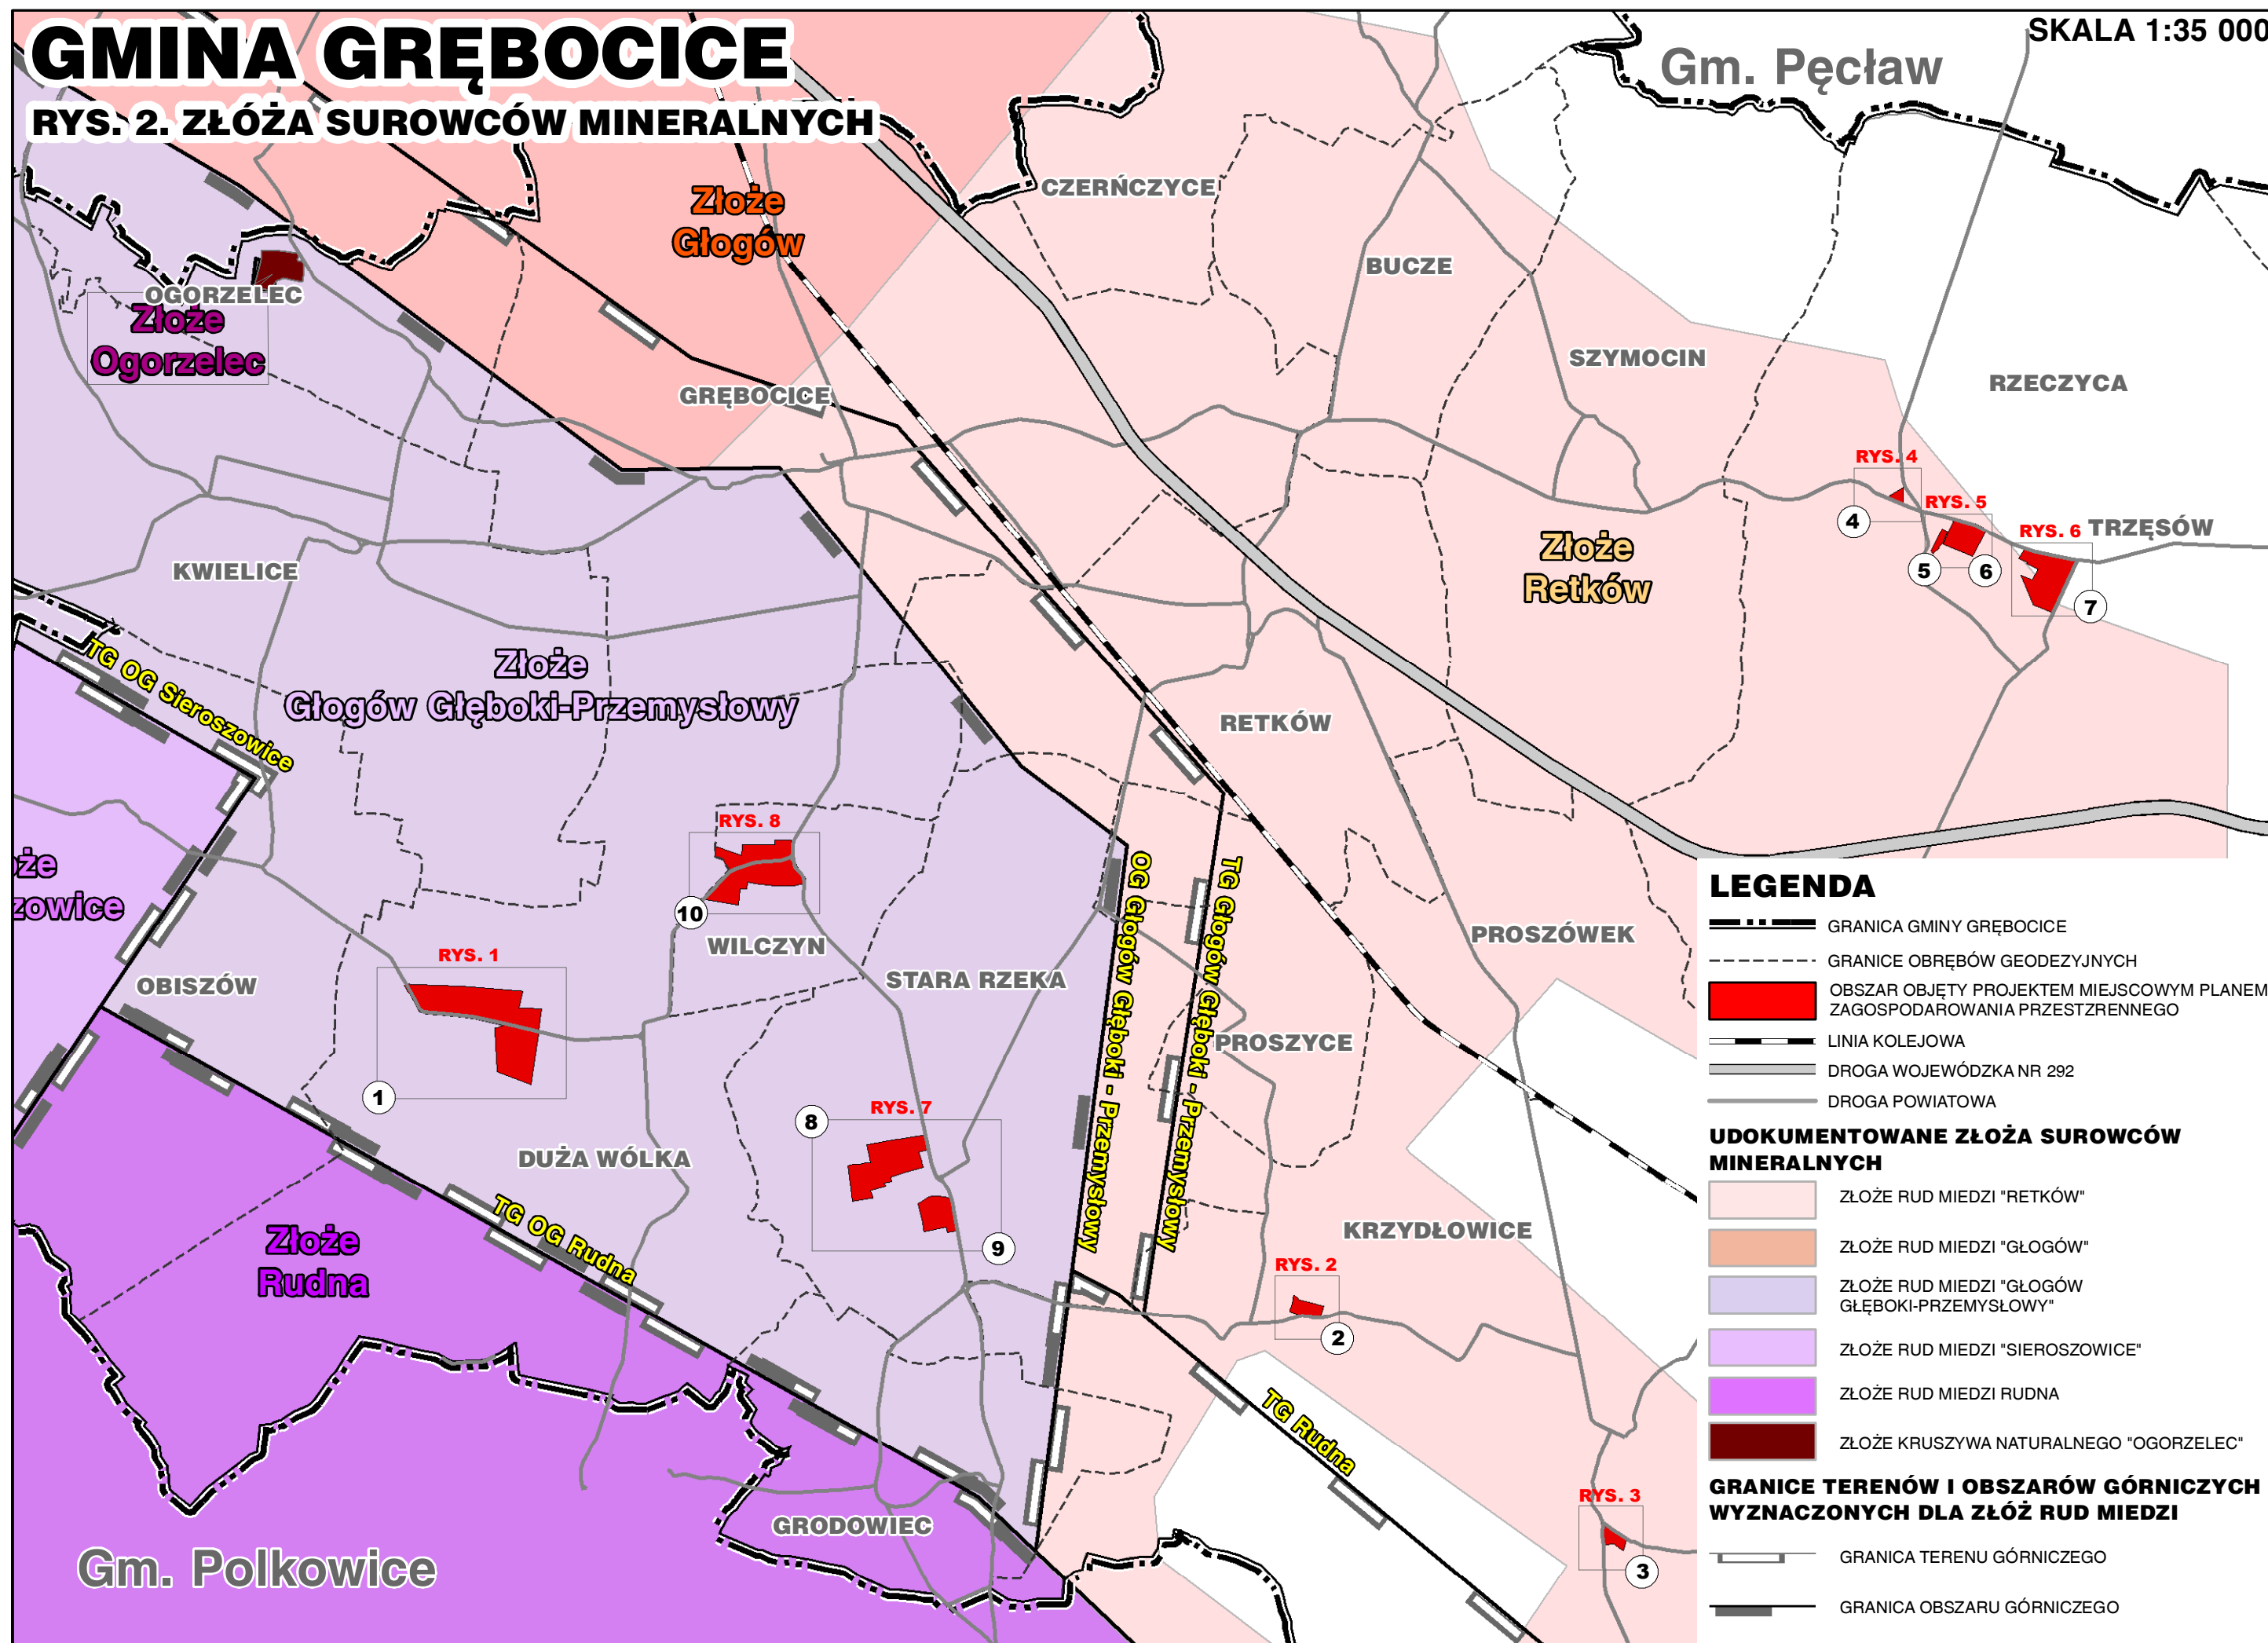 GMINA GRĘBOCICE
RYS. 2. ZŁÓŻA SUROWCÓW MINERALNYCH
SKALA 1:35 000
Gm. Pęcław
CZERŃCZYCE
Złoże
Głogów
BUCZE
OGORZELEC
Złoże
Ogorzelec
SZYMOCIN
RZECZYCA
GRĘBOCICE
RYS. 4
4
RYS. 5
5
6
RYS. 6
TRZĘSÓW
7
Złoże
Retków
KWIELICE
TG OG Sieroszowice
Złoże
Głogów Głęboki-Przemysłowy
RETKÓW
oże
zowice
RYS. 8
10
WILCZYN
OG Głogów Głęboki - Przemysłowy
TG Głogów Głęboki - Przemysłowy
PROSZÓWEK
RYS. 1
1
OBISZÓW
STARA RZEKA
PROSZYCE
RYS. 7
8
9
DUŻA WÓLKA
TG OG Rudna
Złoże
Rudna
KRZYDŁOWICE
RYS. 2
2
TG Rudna
RYS. 3
3
GRODOWIEC
Gm. Polkowice
LEGENDA
GRANICA GMINY GRĘBOCICE
GRANICE OBRĘBÓW GEODEZYJNYCH
OBSZAR OBJĘTY PROJEKTEM MIEJSCOWYM PLANEM
ZAGOSPODAROWANIA PRZESTZRENNEGO
LINIA KOLEJOWA
DROGA WOJEWÓDZKA NR 292
DROGA POWIATOWA
UDOKUMENTOWANE ZŁOŻA SUROWCÓW
MINERALNYCH
ZŁOŻE RUD MIEDZI "RETKÓW"
ZŁOŻE RUD MIEDZI "GŁOGÓW"
ZŁOŻE RUD MIEDZI "GŁOGÓW
GŁĘBOKI-PRZEMYSŁOWY"
ZŁOŻE RUD MIEDZI "SIEROSZOWICE"
ZŁOŻE RUD MIEDZI RUDNA
ZŁOŻE KRUSZYWA NATURALNEGO "OGORZELEC"
GRANICE TERENÓW I OBSZARÓW GÓRNICZYCH
WYZNACZONYCH DLA ZŁÓŻ RUD MIEDZI
GRANICA TERENU GÓRNICZEGO
GRANICA OBSZARU GÓRNICZEGO